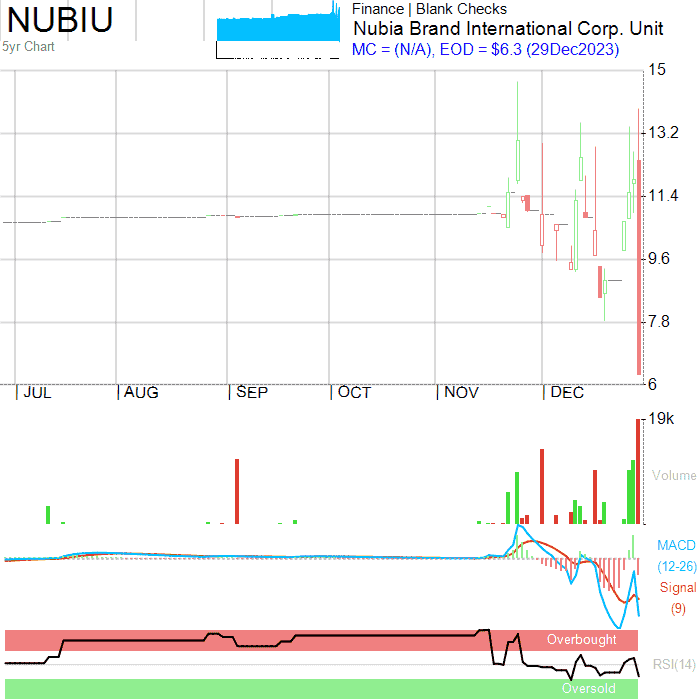 NUBIU
5yr Chart
Finance | Blank Checks
Nubia Brand International Corp. Unit
MC = (N/A), EOD = $6.3 (29Dec2023)
15
13.2
11.4
9.6
7.8
6
JUL
AUG
SEP
OCT
NOV
DEC
19k
Volume
MACD
(12-26)
Signal
(9)
Overbought
RSI(14)
Oversold